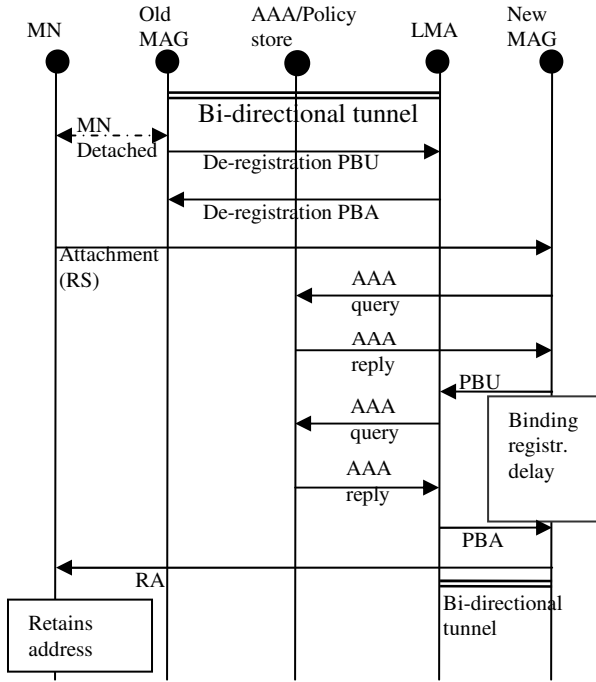 MN
Old
MAG
AAA/Policy
store
LMA
New
MAG
Bi-directional tunnel
MN
Detached
De-registration PBU
De-registration PBA
Attachment
(RS)
AAA
query
AAA
reply
PBU
AAA
query
Binding
registr.
delay
AAA
reply
PBA
RA
Bi-directional
tunnel
Retains
address